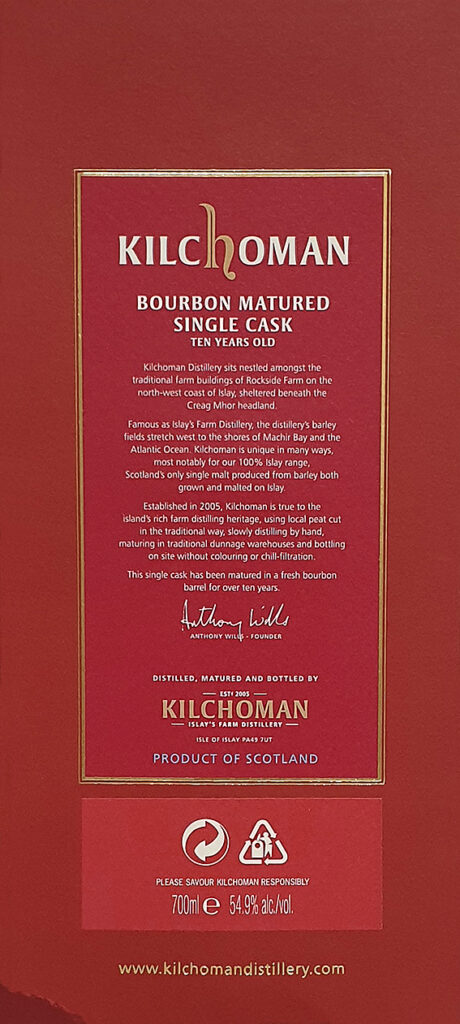 KILCHOMAN
BOURBON MATURED
SINGLE CASK
TEN YEARS OLD
Kilchoman Distillery sits nestled amongst the
traditional farm buildings of Rockside Farm on the
north-west coast of Islay, sheltered beneath the
Creag Mhor headland.
Famous as Islay's Farm Distillery, the distillery's barley
fields stretch west to the shores of Machir Bay and the
Atlantic Ocean. Kilchoman is unique in many ways,
most notably for our 100% Islay range,
Scotland's only single malt produced from barley both
grown and malted on Islay.
Established in 2005, Kilchoman is true to the
island's rich farm distilling heritage, using local peat cut
in the traditional way, slowly distilling by hand,
maturing in traditional dunnage warehouses and bottling
on site without colouring or chill-filtration.
This single cask has been matured in a fresh bourbon
barrel for over ten years.
Anthony Wills
ANTHONY WILLS - FOUNDER
DISTILLED, MATURED AND BOTTLED BY
ESTD 2005
KILCHOMAN
ISLAY'S FARM DISTILLERY
ISLE OF ISLAY PA49 7UT
PRODUCT OF SCOTLAND
PLEASE SAVOUR KILCHOMAN RESPONSIBLY
700ml e 54.9% alc./vol.
www.kilchomandistillery.com